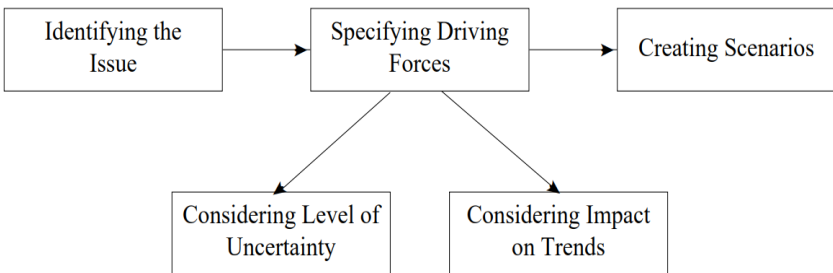 Identifying the
Issue
Specifying Driving
Forces
Creating Scenarios
Considering Level of
Uncertainty
Considering Impact
on Trends